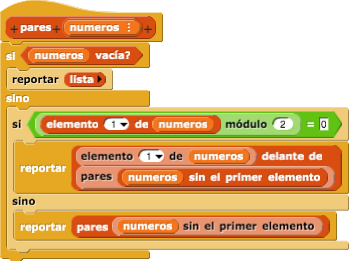 + pares + numeros ⋮ +
si numeros vacía?
reportar lista
sino
si elemento 1 de numeros módulo 2 = 0
elemento 1 de numeros delante de
reportar
pares numeros sin el primer elemento
sino
reportar pares numeros sin el primer elemento